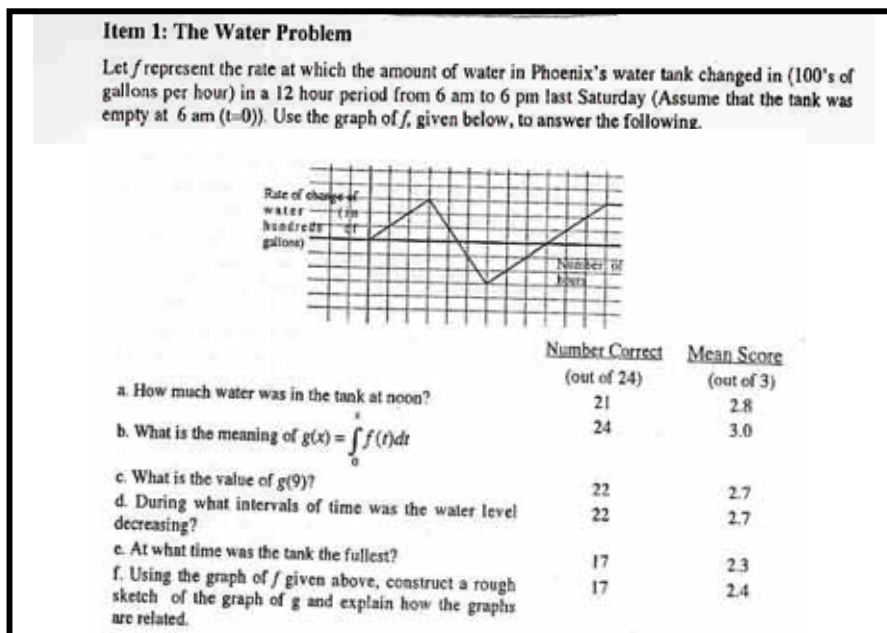 Item 1: The Water Problem
Let f represent the rate at which the amount of water in Phoenix's water tank changed in (100's of
gallons per hour) in a 12 hour period from 6 am to 6 pm last Saturday (Assume that the tank was
empty at 6 am (t=0)). Use the graph of f, given below, to answer the following.
Rate of change of
water (in
hundreds of
gallons)
Number of
hours
Number Correct Mean Score
(out of 24) (out of 3)
a. How much water was in the tank at noon? 21 2.8
b. What is the meaning of g(x) = ∫₀ˣ f(t)dt 24 3.0
c. What is the value of g(9)? 22 2.7
d. During what intervals of time was the water level 22 2.7
decreasing?
e. At what time was the tank the fullest? 17 2.3
f. Using the graph of f given above, construct a rough 17 2.4
sketch of the graph of g and explain how the graphs
are related.